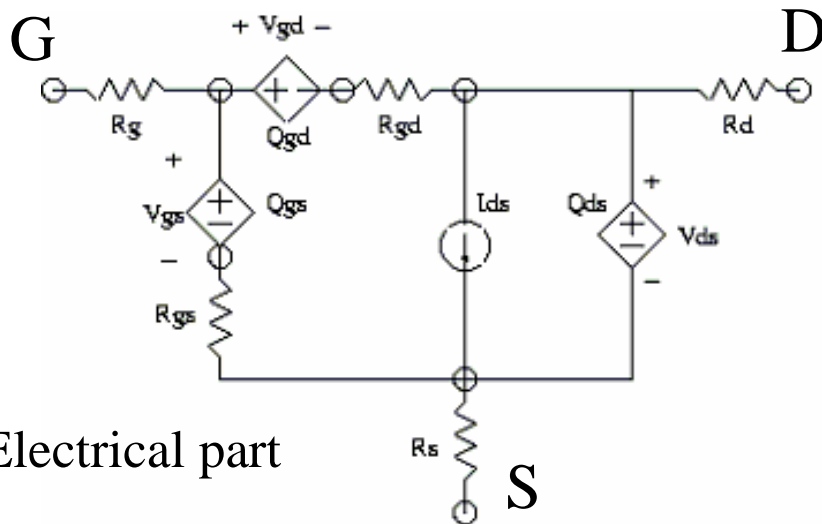 G
+ Vgd −
D
Rg
+ −
Qgd
Rgd
Rd
+
Vgs
+
−
Qgs
−
Rgs
Ids
Qds
+
+
−
Vds
−
Electrical part
Rs
S